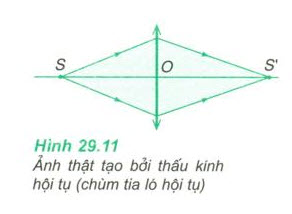 S O S'
Hình 29.11
Ảnh thật tạo bởi thấu kính
hội tụ (chùm tia ló hội tụ)